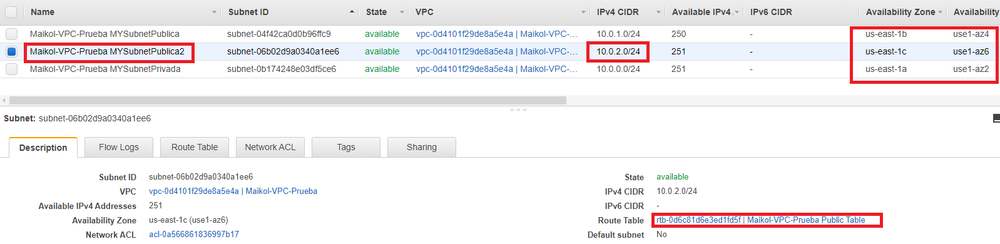 Name Subnet ID State VPC IPv4 CIDR Available IPv4 IPv6 CIDR Availability Zone Availability
Maikol-VPC-Prueba MYSubnetPublica subnet-04f42ca0d0b96ffc9 available vpc-0d4101f29de8a5e4a | Maikol-VPC-... 10.0.1.0/24 250 - us-east-1b use1-az4
Maikol-VPC-Prueba MYSubnetPublica2 subnet-06b02d9a0340a1ee6 available vpc-0d4101f29de8a5e4a | Maikol-VPC-... 10.0.2.0/24 251 - us-east-1c use1-az6
Maikol-VPC-Prueba MYSubnetPrivada subnet-0b174248e03df5ce6 available vpc-0d4101f29de8a5e4a | Maikol-VPC-... 10.0.0.0/24 251 - us-east-1a use1-az2
Subnet: subnet-06b02d9a0340a1ee6
Description Flow Logs Route Table Network ACL Tags Sharing
Subnet ID subnet-06b02d9a0340a1ee6 State available
VPC vpc-0d4101f29de8a5e4a | Maikol-VPC-Prueba IPv4 CIDR 10.0.2.0/24
Available IPv4 Addresses 251 IPv6 CIDR -
Availability Zone us-east-1c (use1-az6) Route Table rtb-0d6c81d6e3ed1fd5f | Maikol-VPC-Prueba Public Table
Network ACL acl-0a566861836997b17 Default subnet No